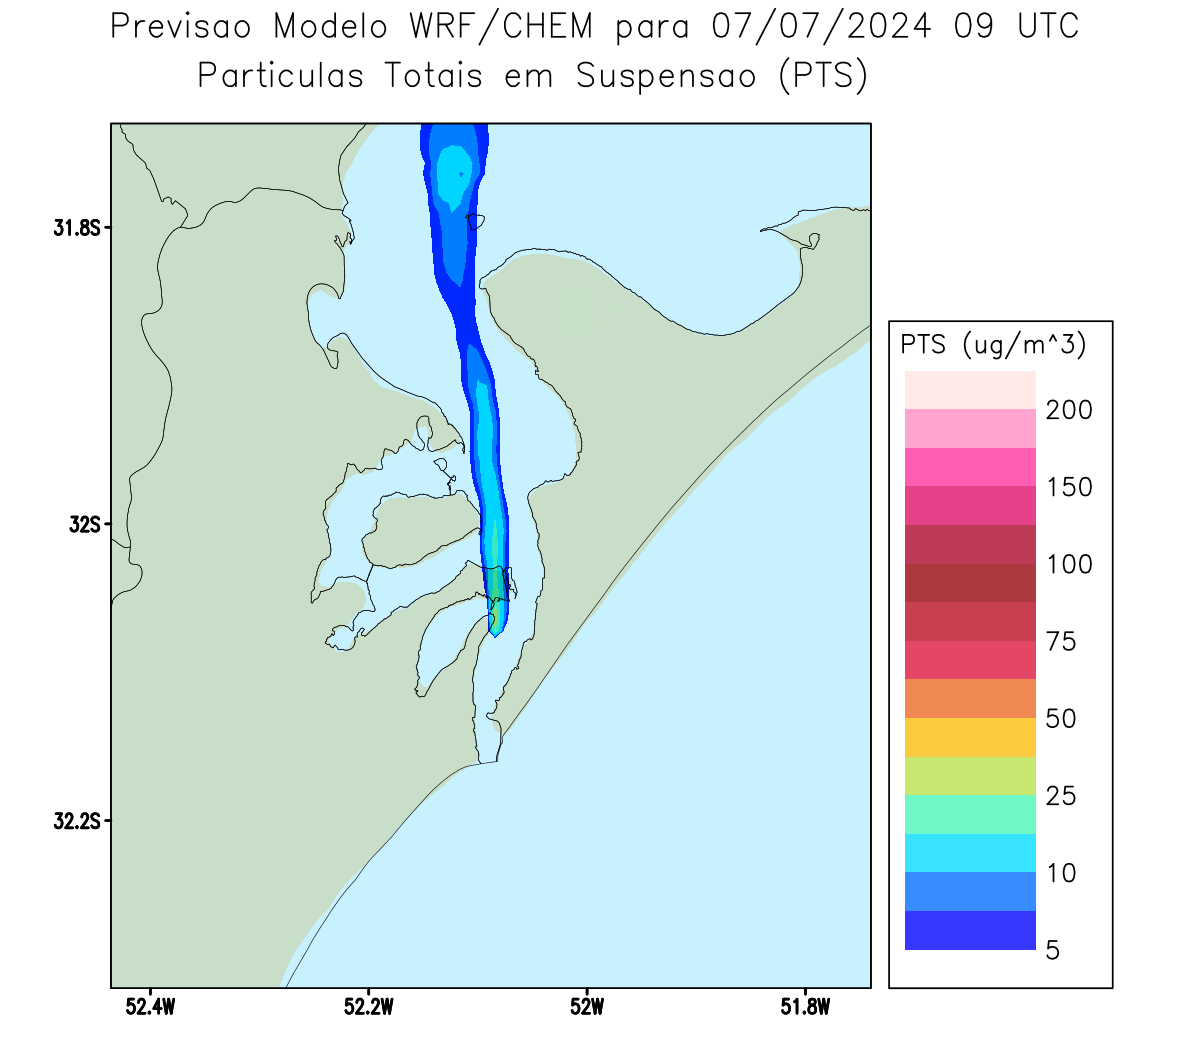 Previsao Modelo WRF/CHEM para 07/07/2024 09 UTC
Particulas Totais em Suspensao (PTS)
31.8S
32S
32.2S
52.4W
52.2W
52W
51.8W
PTS (ug/m^3)
200
150
100
75
50
25
10
5